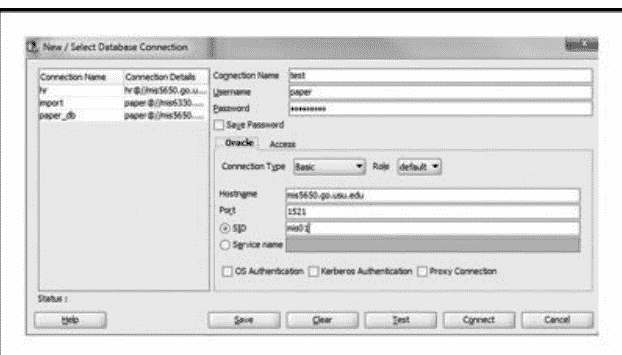 New / Select Database Connection
Connection Name Connection Details
hr hr@//mis5650.go.u...
import paper@//mis6330....
paper_db paper@//mis5650....
Connection Name test
Username paper
Password •••••••••
Save Password
Oracle Access
Connection Type Basic Role default
Hostname mis5650.go.usu.edu
Port 1521
SID mis01
Service name
OS Authentication Kerberos Authentication Proxy Connection
Status :
Help Save Clear Test Connect Cancel